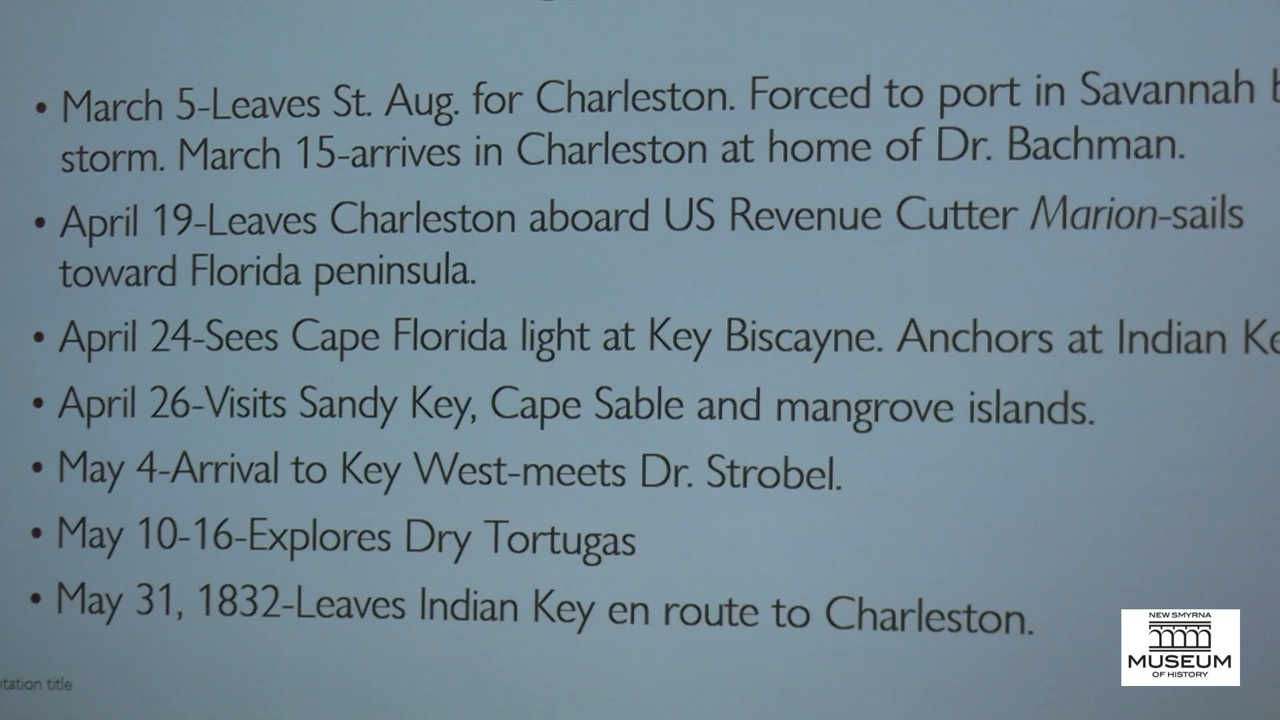 • March 5-Leaves St. Aug. for Charleston. Forced to port in Savannah
storm. March 15-arrives in Charleston at home of Dr. Bachman.
• April 19-Leaves Charleston aboard US Revenue Cutter Marion-sails
toward Florida peninsula.
• April 24-Sees Cape Florida light at Key Biscayne. Anchors at Indian
• April 26-Visits Sandy Key, Cape Sable and mangrove islands.
• May 4-Arrival to Key West-meets Dr. Strobel.
• May 10-16-Explores Dry Tortugas
• May 31, 1832-Leaves Indian Key en route to Charleston.
title
NEW SMYRNA
MUSEUM
OF HISTORY